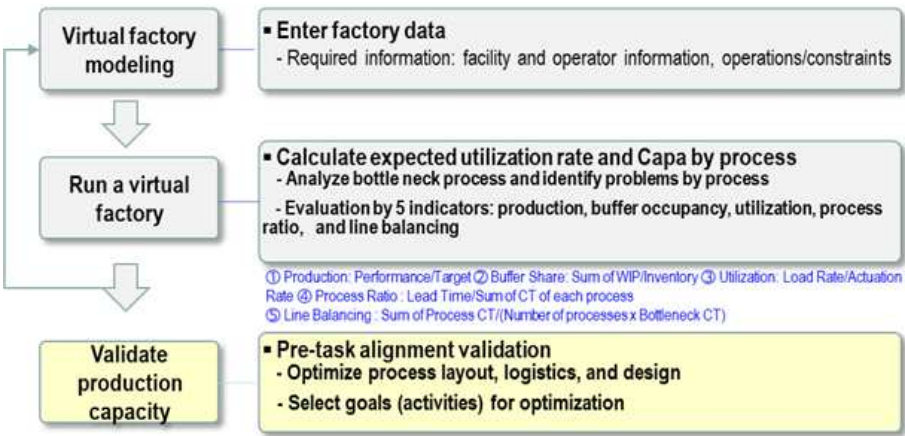 Virtual factory
modeling
▪ Enter factory data
- Required information: facility and operator information, operations/constraints
Run a virtual
factory
▪ Calculate expected utilization rate and Capa by process
- Analyze bottle neck process and identify problems by process
- Evaluation by 5 indicators: production, buffer occupancy, utilization, process
ratio, and line balancing
① Production: Performance/Target ② Buffer Share: Sum of WIP/Inventory ③ Utilization: Load Rate/Actuation
Rate ④ Process Ratio : Lead Time/Sum of CT of each process
⑤ Line Balancing : Sum of Process CT/(Number of processes x Bottleneck CT)
Validate
production
capacity
▪ Pre-task alignment validation
- Optimize process layout, logistics, and design
- Select goals (activities) for optimization